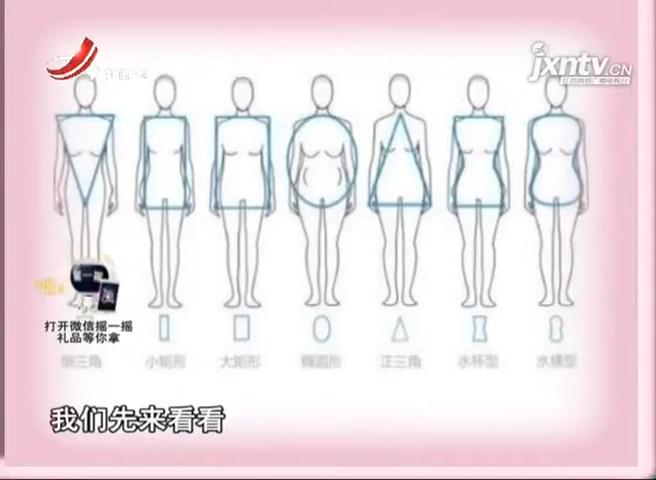 jxntv.CN
打开微信摇一摇
礼品等你拿
倒三角 小矩形 大矩形 椭圆形 正三角 水杯型 水桶型
我们先来看看